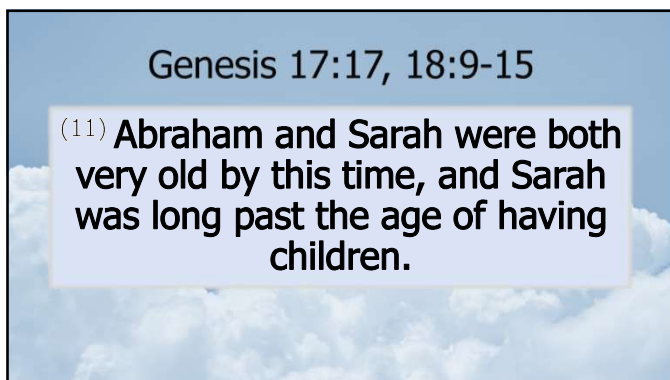 Genesis 17:17, 18:9-15
(11) Abraham and Sarah were both
very old by this time, and Sarah
was long past the age of having
children.